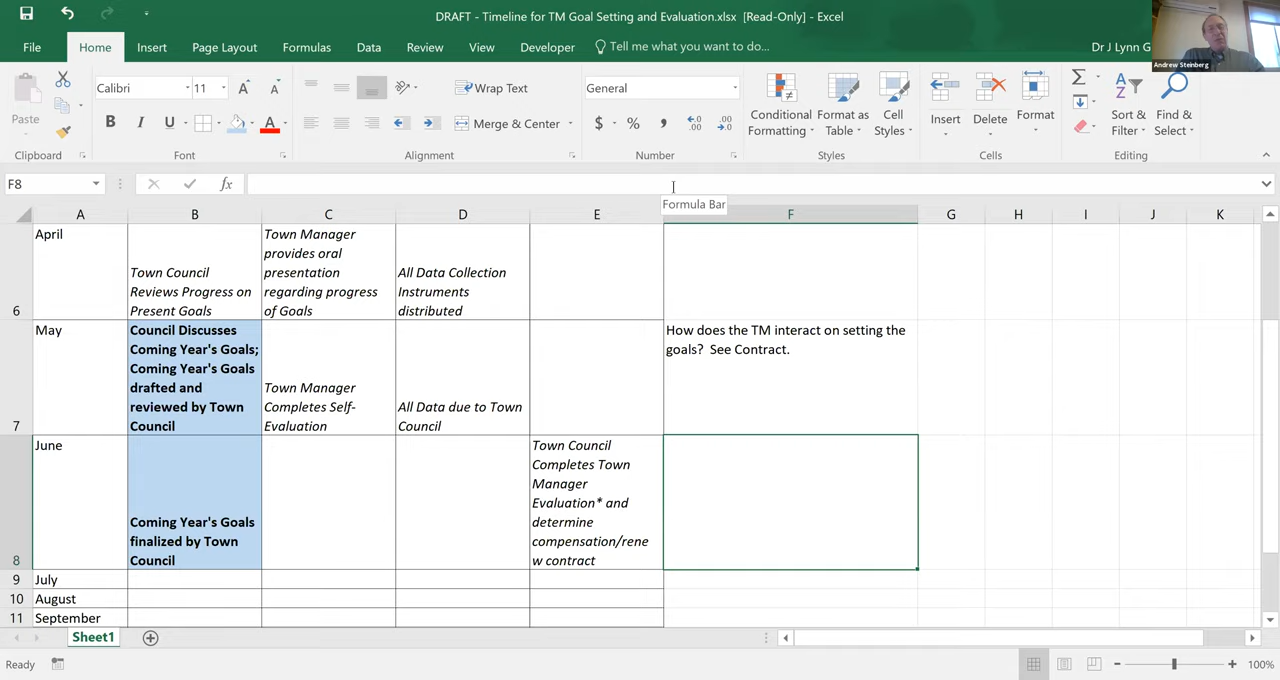 DRAFT - Timeline for TM Goal Setting and Evaluation.xlsx [Read-Only] - Excel
Andrew Steinberg
File Home Insert Page Layout Formulas Data Review View Developer Tell me what you want to do... Dr J Lynn G
Paste
Clipboard
Calibri 11
B I U
Font
Wrap Text
Merge & Center
Alignment
General
$ %
Number
Conditional Formatting
Format as Table
Cell Styles
Styles
Insert Delete Format
Cells
Sort & Filter
Find & Select
Editing
F8 fx
Formula Bar
A B C D E F G H I J K
6
April
Town Council
Reviews Progress on
Present Goals
Town Manager
provides oral
presentation
regarding progress
of Goals
All Data Collection
Instruments
distributed
7
May
Council Discusses
Coming Year's Goals;
Coming Year's Goals
drafted and
reviewed by Town
Council
Town Manager
Completes Self-
Evaluation
All Data due to Town
Council
How does the TM interact on setting the
goals? See Contract.
8
June
Coming Year's Goals
finalized by Town
Council
Town Council
Completes Town
Manager
Evaluation* and
determine
compensation/rene
w contract
9 July
10 August
11 September
Sheet1
Ready
100%